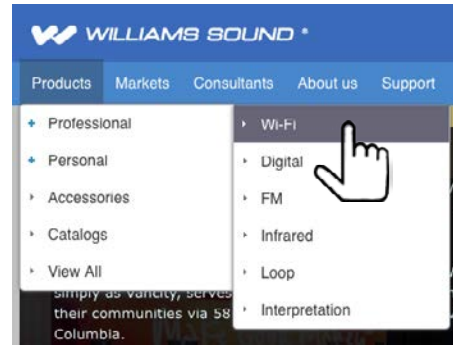 WILLIAMS SOUND
Products Markets Consultants About us Support
Professional
Personal
Accessories
Catalogs
View All
Wi-Fi
Digital
FM
Infrared
Loop
Interpretation
simply as Vancity, serves
their communities via 58
Columbia.